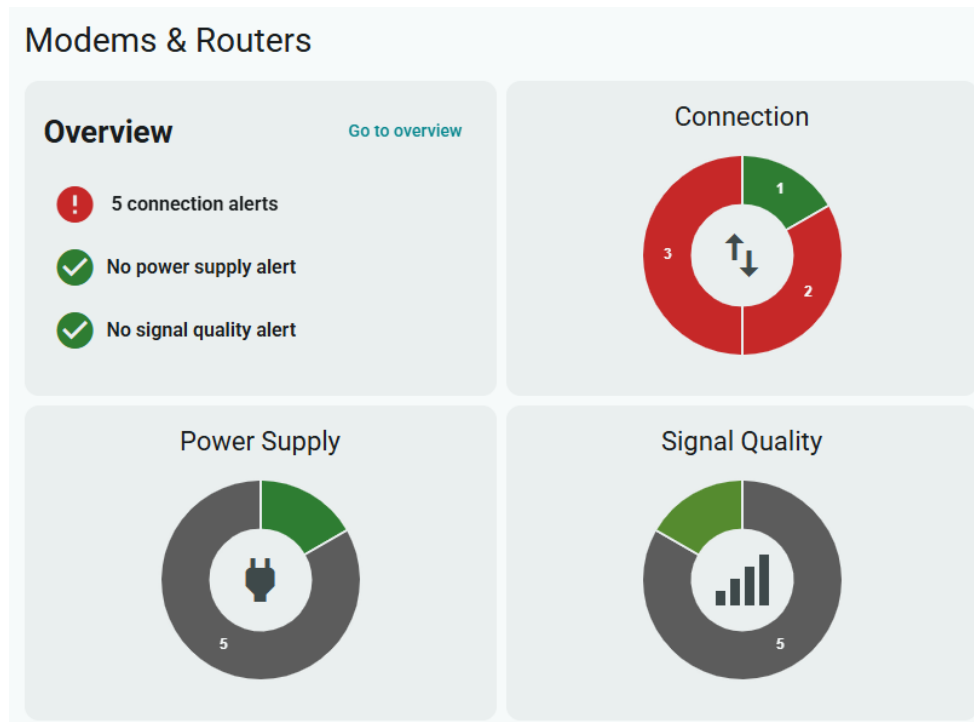 Modems & Routers
Overview
Go to overview
5 connection alerts
No power supply alert
No signal quality alert
Connection
1
3
2
Power Supply
5
Signal Quality
5